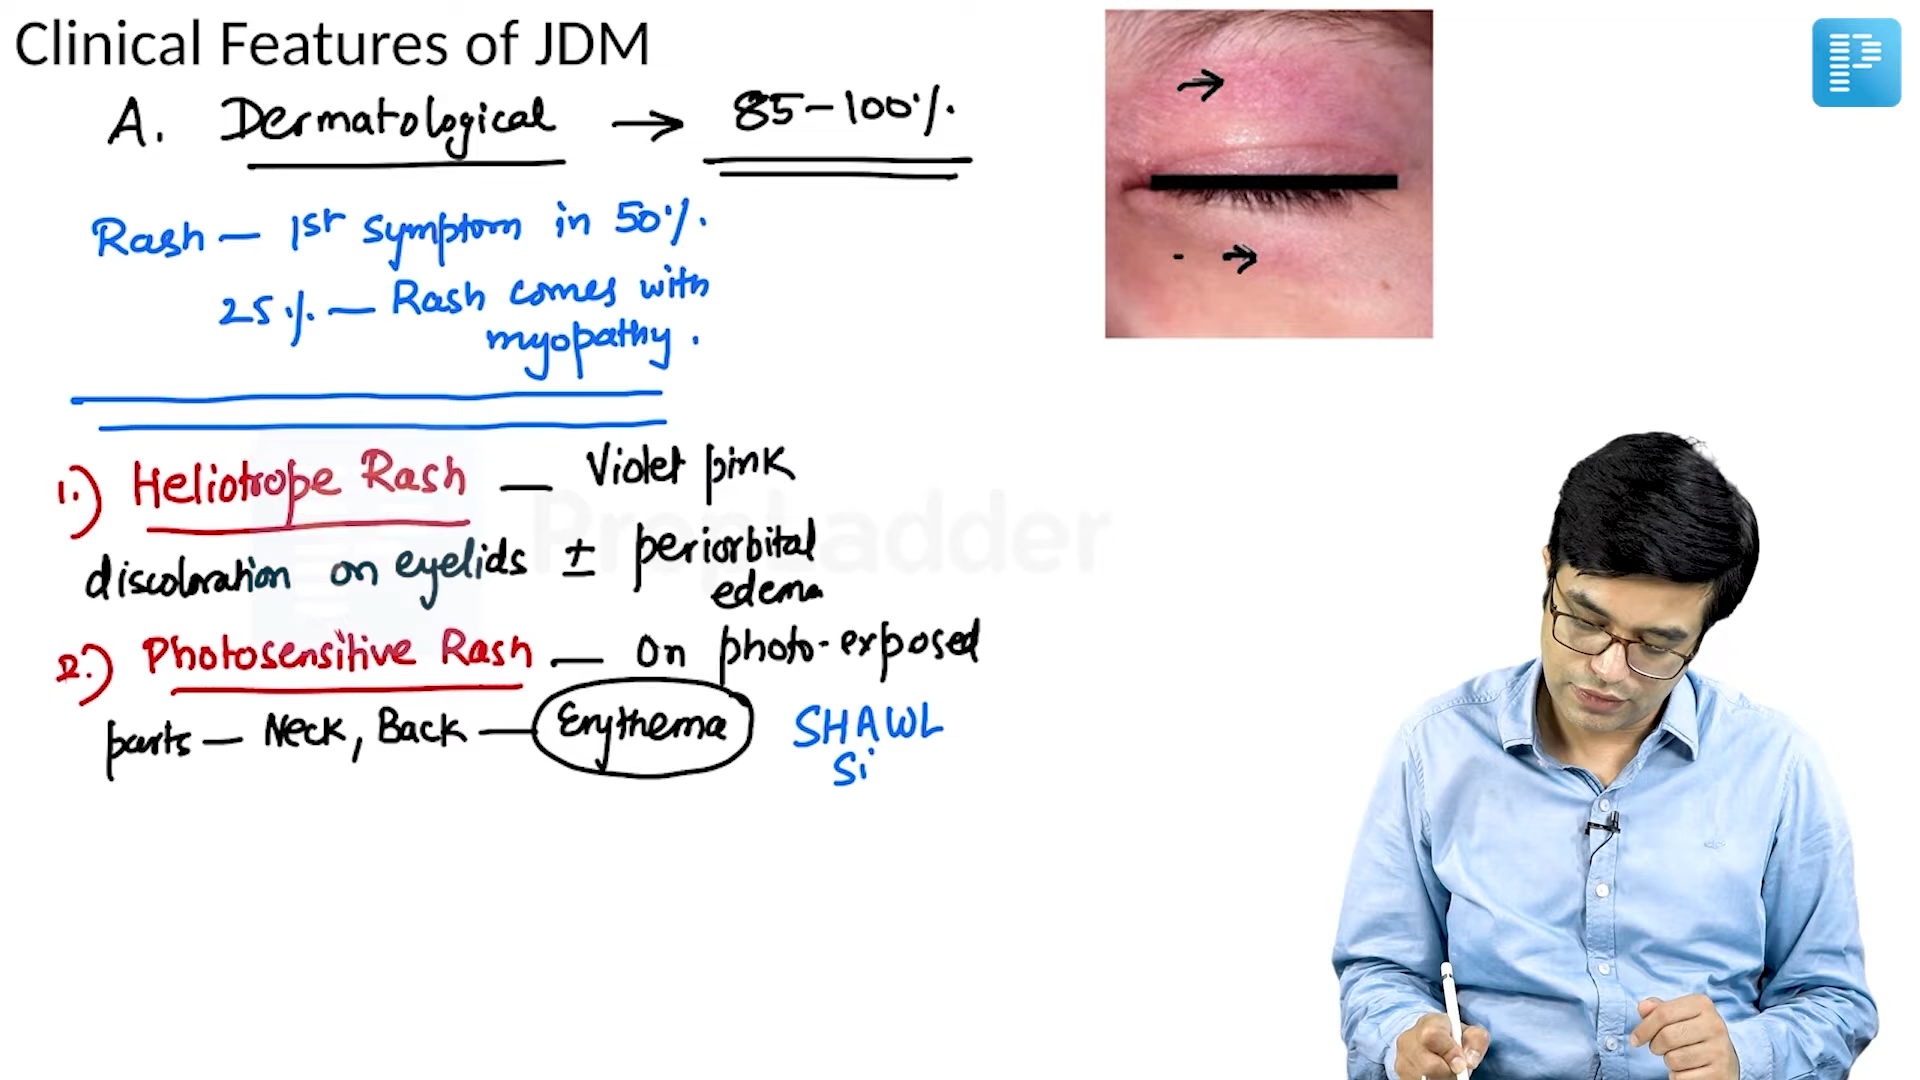 Clinical Features of JDM
A. Dermatological → 85-100%.
Rash – 1st symptom in 50%.
25% – Rash comes with
myopathy.
1.) Heliotrope Rash – Violet pink
discoloration on eyelids ± periorbital
edema
2.) Photosensitive Rash – On photo-exposed
parts – Neck, Back – Erythema SHAWL
Si
PrepLadder